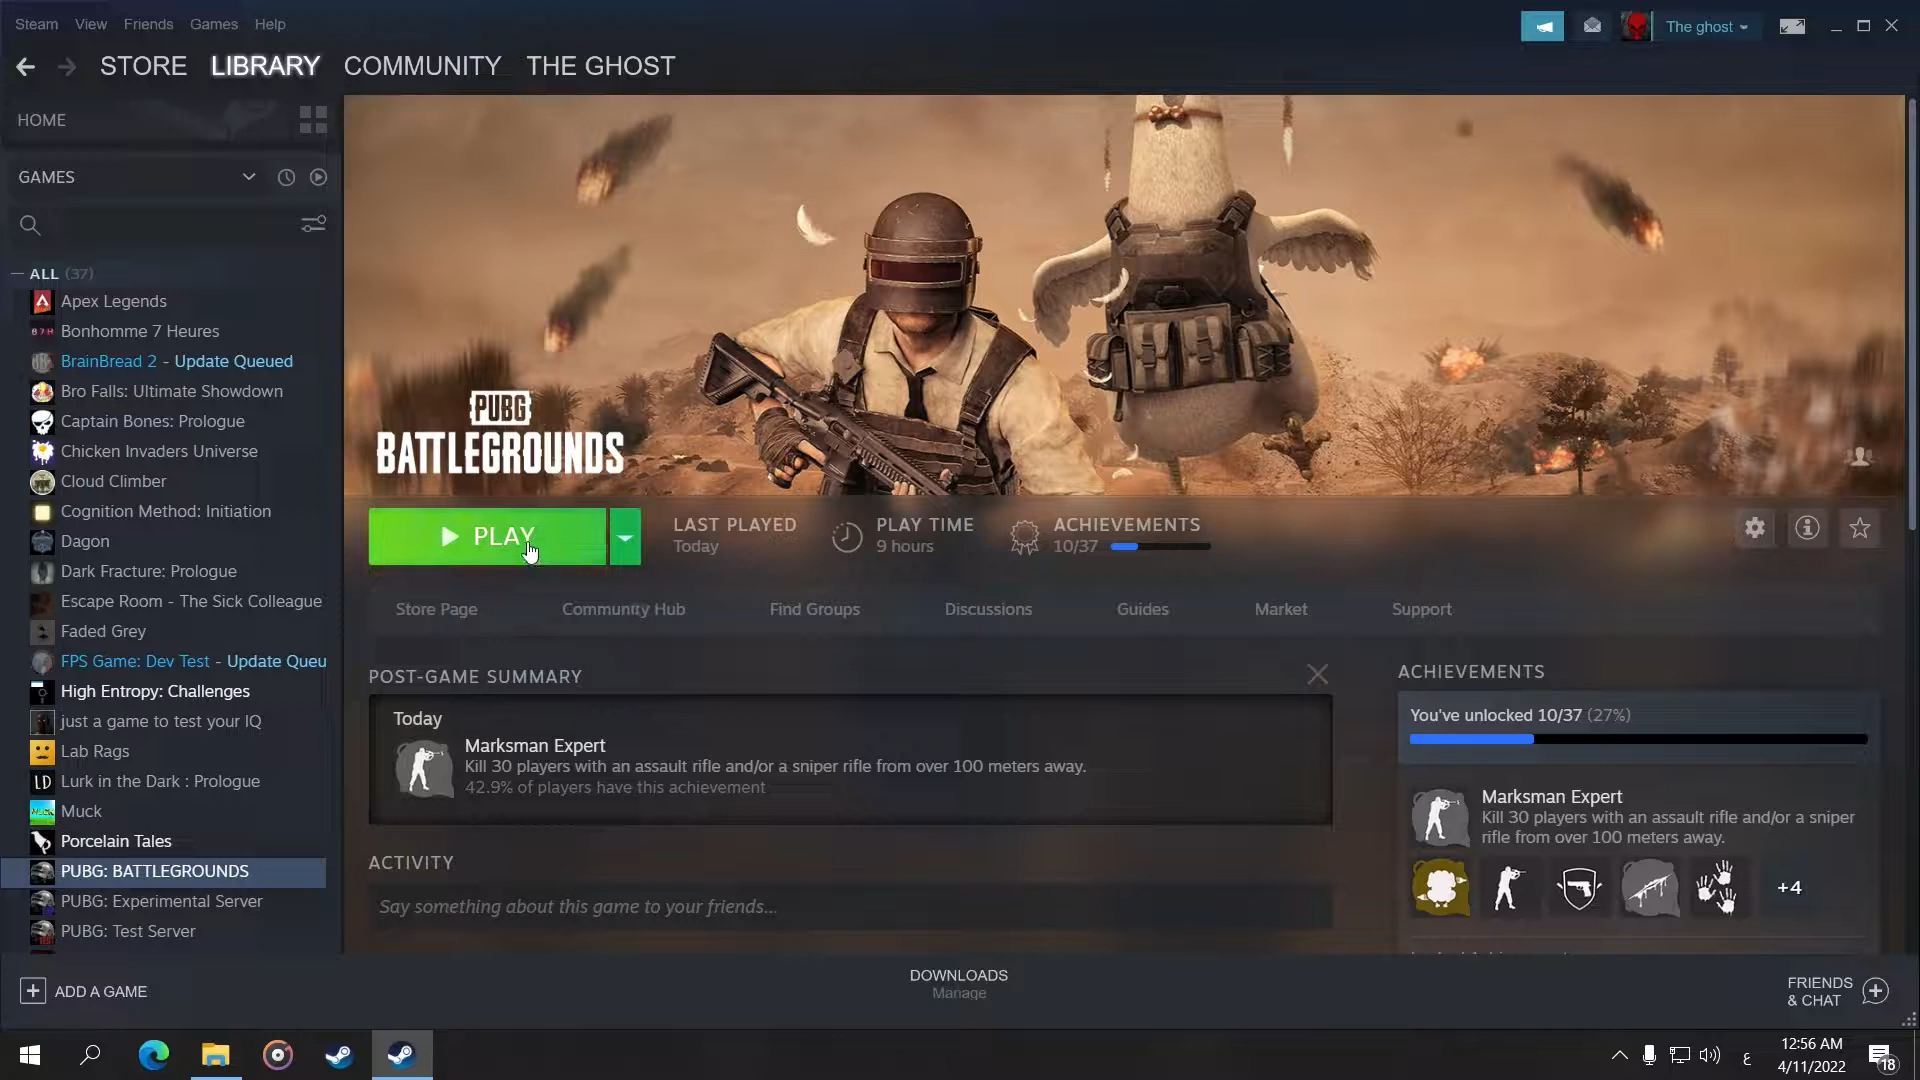 Steam View Friends Games Help
The ghost
STORE LIBRARY COMMUNITY THE GHOST
HOME
GAMES
ALL (37)
Apex Legends
B7H Bonhomme 7 Heures
BrainBread 2 - Update Queued
Bro Falls: Ultimate Showdown
Captain Bones: Prologue
Chicken Invaders Universe
Cloud Climber
Cognition Method: Initiation
Dagon
Dark Fracture: Prologue
Escape Room - The Sick Colleague
Faded Grey
FPS Game: Dev Test - Update Queu
High Entropy: Challenges
just a game to test your IQ
Lab Rags
LD Lurk in the Dark : Prologue
MUCK Muck
Porcelain Tales
PUBG: BATTLEGROUNDS
PUBG: Experimental Server
TEST PUBG: Test Server
PUBG
BATTLEGROUNDS
PLAY
LAST PLAYED
Today
PLAY TIME
9 hours
ACHIEVEMENTS
10/37
Store Page Community Hub Find Groups Discussions Guides Market Support
POST-GAME SUMMARY
Today
Marksman Expert
Kill 30 players with an assault rifle and/or a sniper rifle from over 100 meters away.
42.9% of players have this achievement
ACTIVITY
Say something about this game to your friends...
ACHIEVEMENTS
You've unlocked 10/37 (27%)
Marksman Expert
Kill 30 players with an assault rifle and/or a sniper
rifle from over 100 meters away.
+4
ADD A GAME
DOWNLOADS
Manage
FRIENDS
& CHAT
ع
12:56 AM
4/11/2022
18